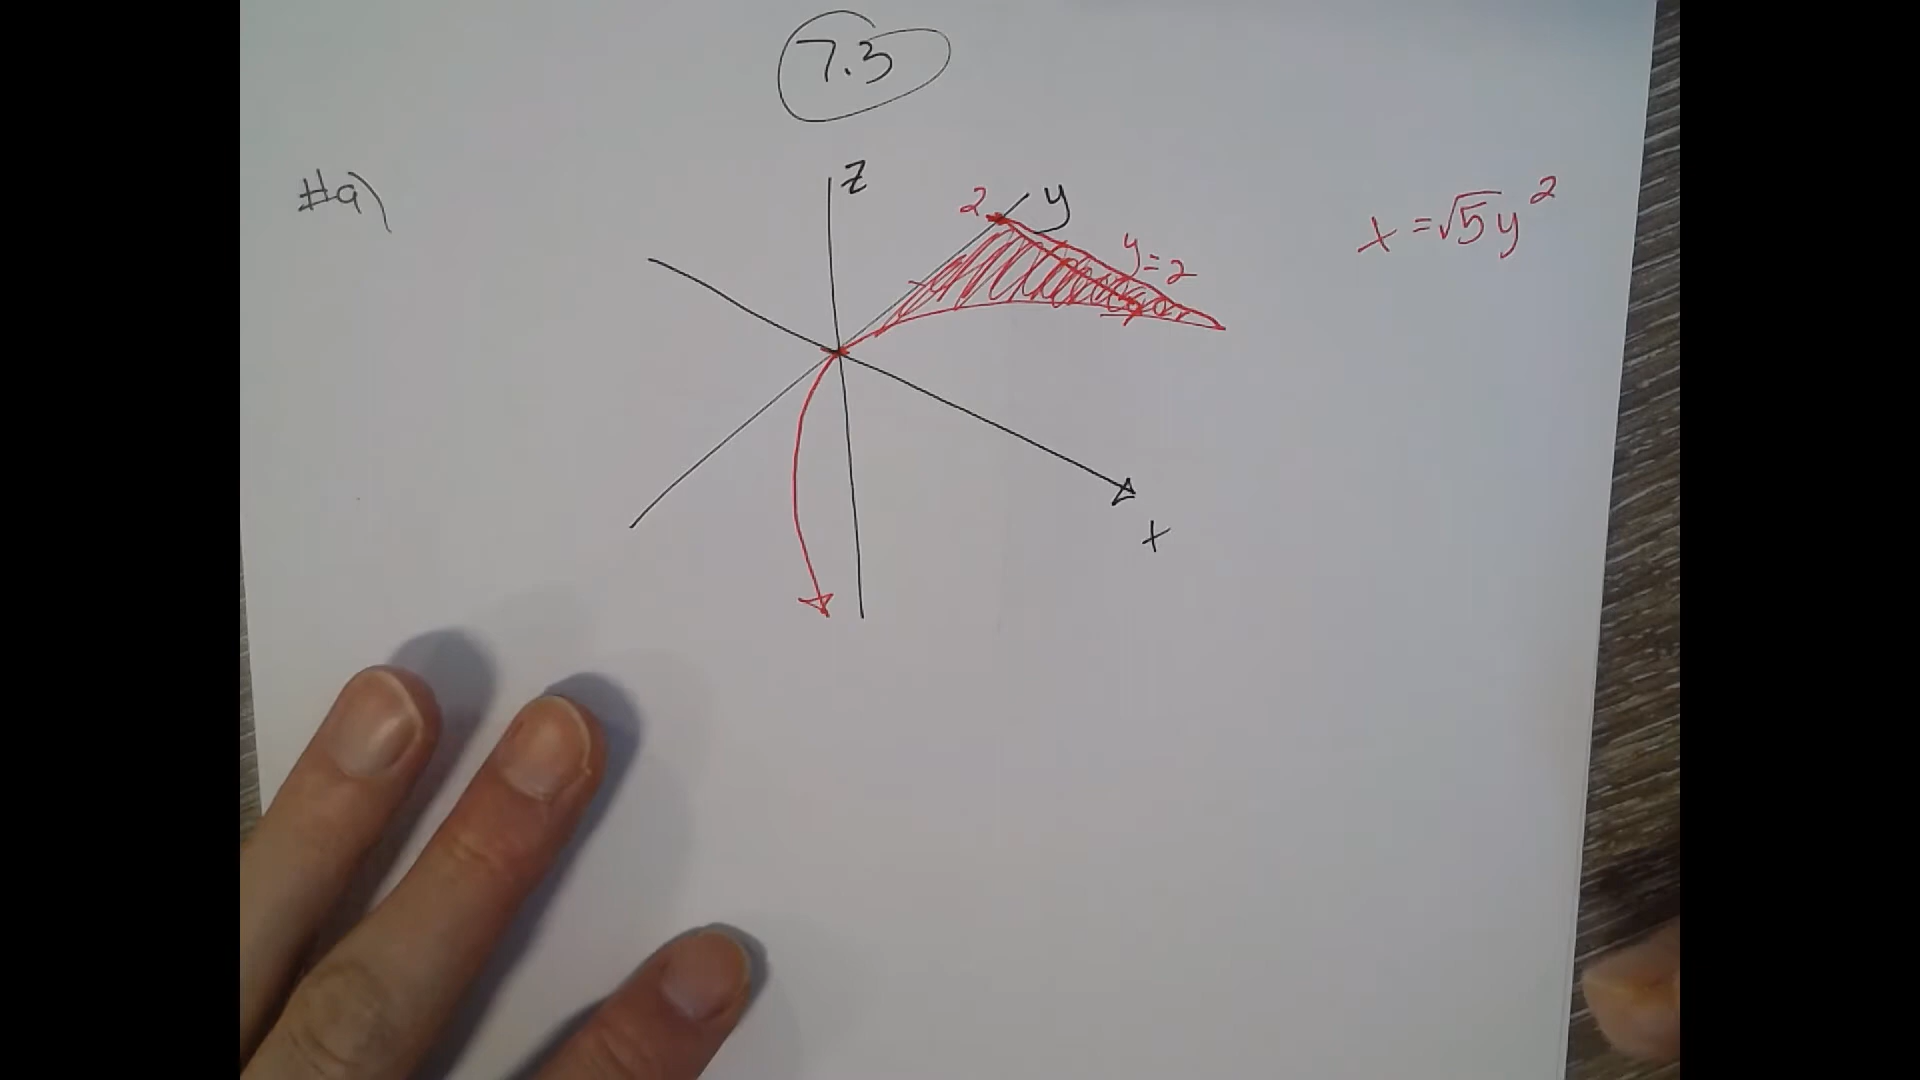 7.3
#9)
z
2
y
y=2
x = √5 y²
x